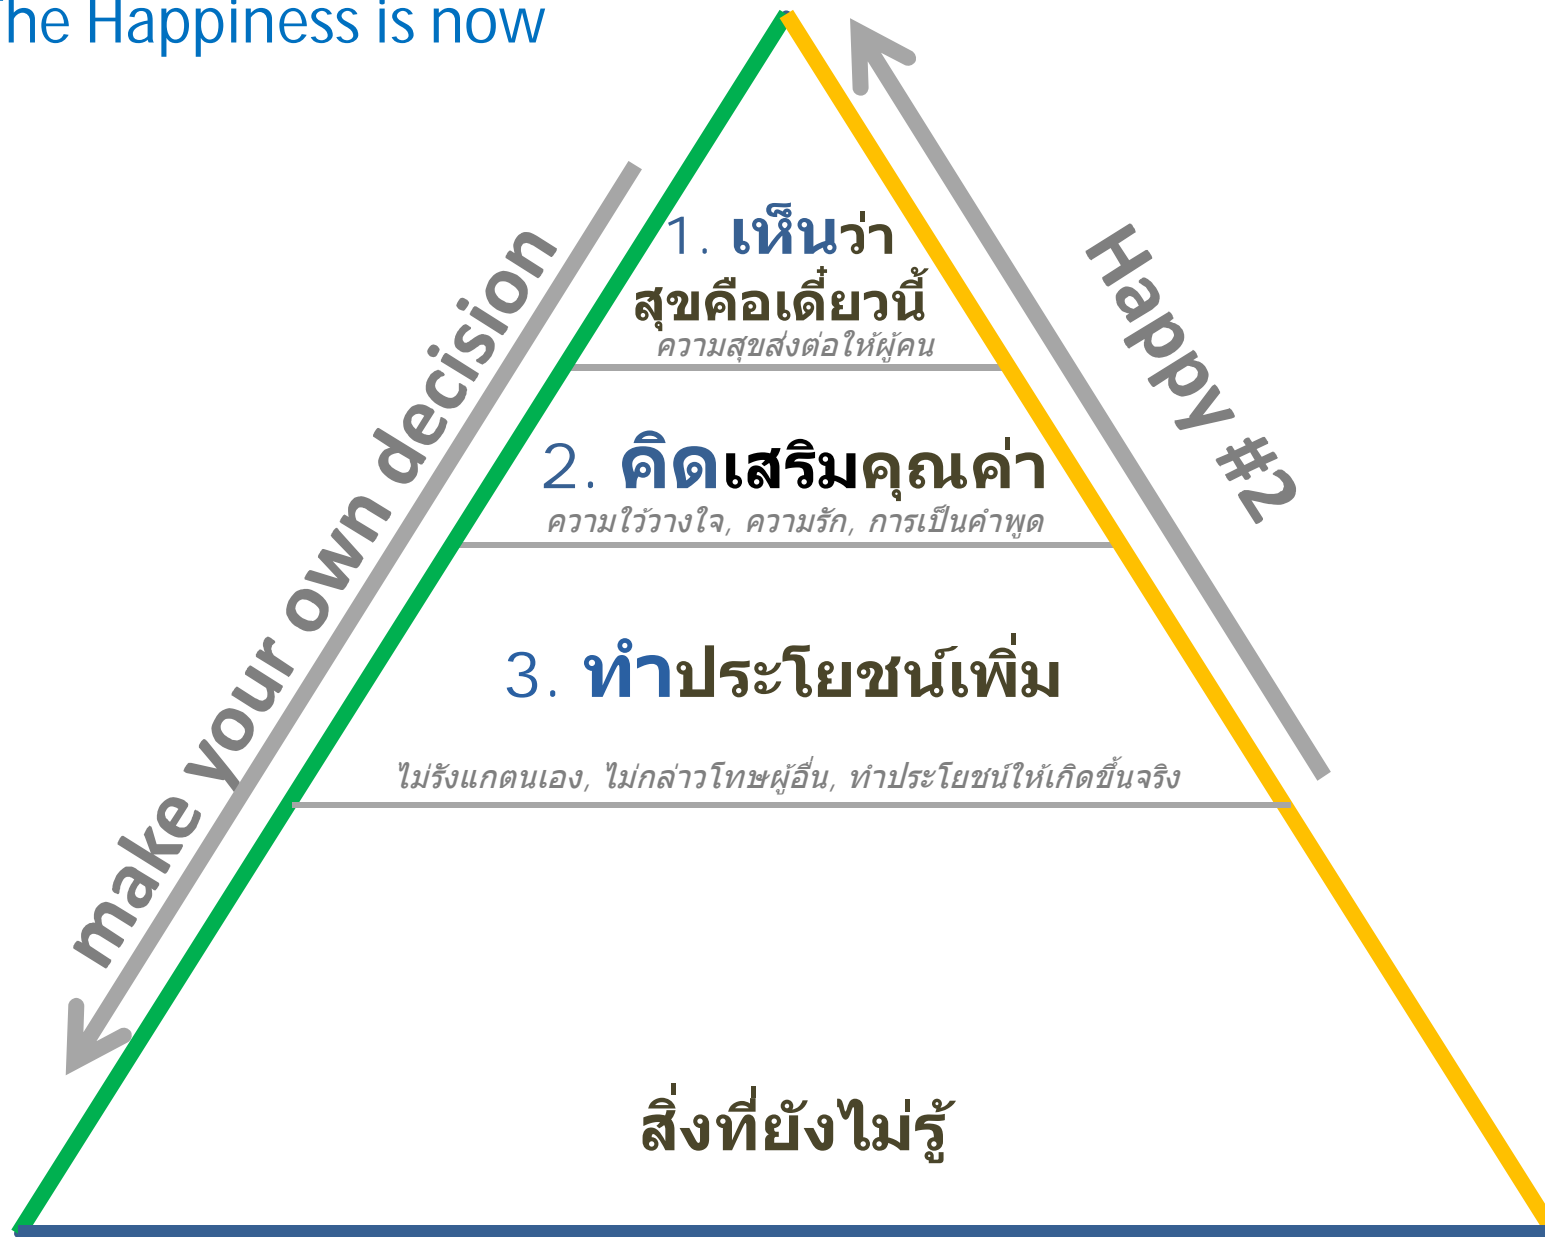 The Happiness is now
make your own decision
Happy #2
1. เห็นว่า
สุขคือเดี๋ยวนี้
ความสุขส่งต่อให้ผู้คน
2. คิดเสริมคุณค่า
ความใว้วางใจ, ความรัก, การเป็นคำพูด
3. ทำประโยชน์เพิ่ม
ไม่รังแกตนเอง, ไม่กล่าวโทษผู้อื่น, ทำประโยชน์ให้เกิดขึ้นจริง
สิ่งที่ยังไม่รู้